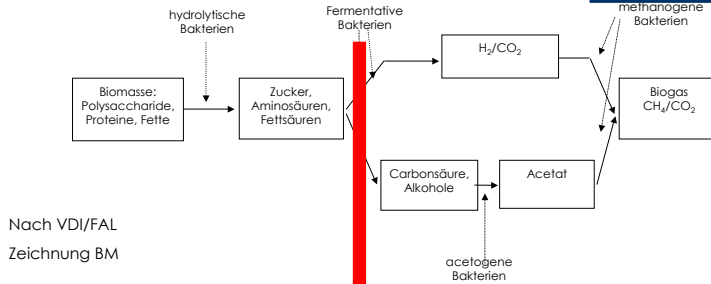 hydrolytische
Bakterien
Fermentative
Bakterien
methanogene
Bakterien
H₂/CO₂
Biomasse:
Polysaccharide,
Proteine, Fette
Zucker,
Aminosäuren,
Fettsäuren
Biogas
CH₄/CO₂
Carbonsäure,
Alkohole
Acetat
acetogene
Bakterien
Nach VDI/FAL
Zeichnung BM